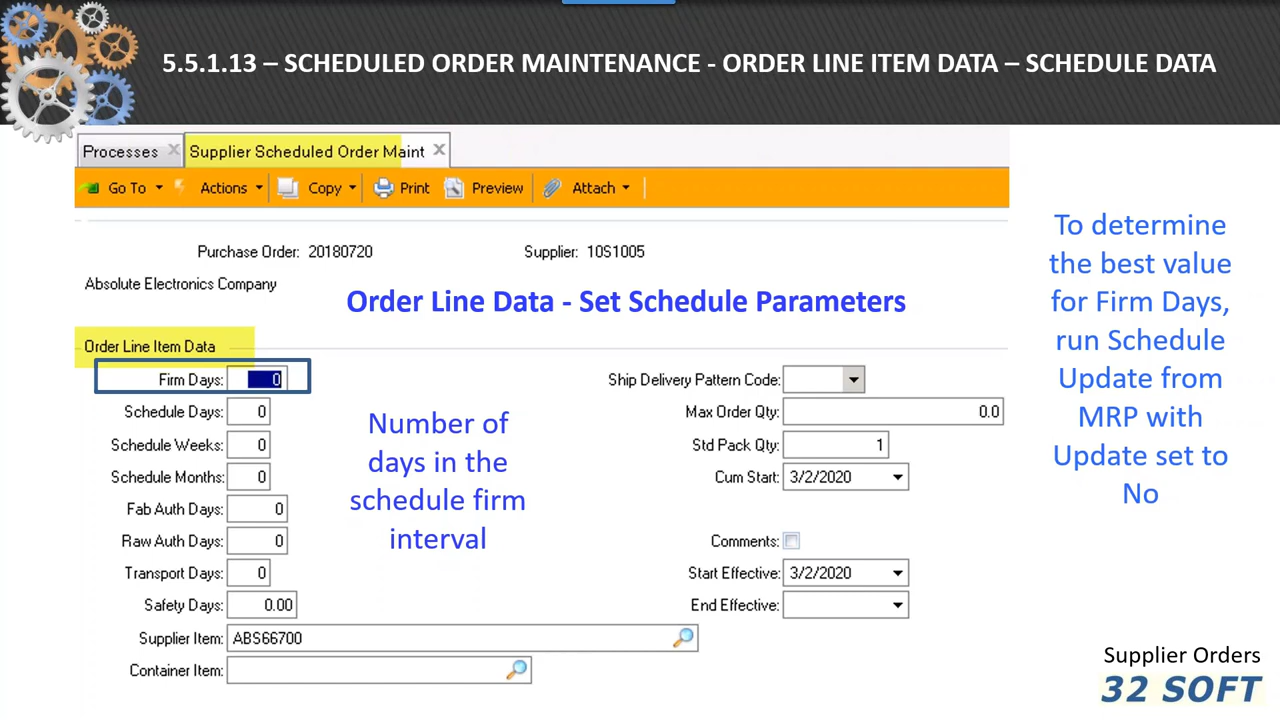 5.5.1.13 – SCHEDULED ORDER MAINTENANCE - ORDER LINE ITEM DATA – SCHEDULE DATA
Processes
Supplier Scheduled Order Maint
Go To
Actions
Copy
Print
Preview
Attach
Purchase Order: 20180720
Supplier: 10S1005
Absolute Electronics Company
Order Line Data - Set Schedule Parameters
Order Line Item Data
Firm Days: 0
Schedule Days: 0
Schedule Weeks: 0
Schedule Months: 0
Fab Auth Days: 0
Raw Auth Days: 0
Transport Days: 0
Safety Days: 0.00
Supplier Item: ABS66700
Container Item:
Number of
days in the
schedule firm
interval
Ship Delivery Pattern Code:
Max Order Qty: 0.0
Std Pack Qty: 1
Cum Start: 3/2/2020
Comments:
Start Effective: 3/2/2020
End Effective:
To determine
the best value
for Firm Days,
run Schedule
Update from
MRP with
Update set to
No
Supplier Orders
32 SOFT